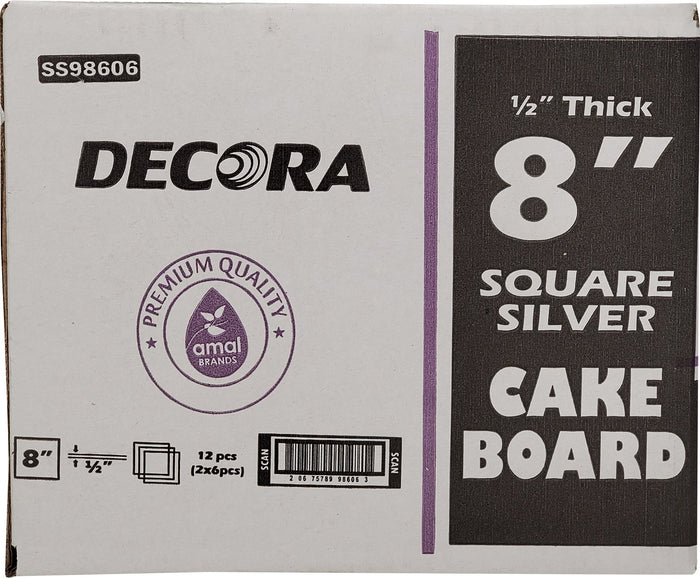 SS98606
DECORA
PREMIUM QUALITY
amal
BRANDS
8"
1/2"
12 pcs
(2x6pcs)
SCAN
2 06 75789 98606 3
SCAN
½" Thick
8"
SQUARE
SILVER
CAKE
BOARD